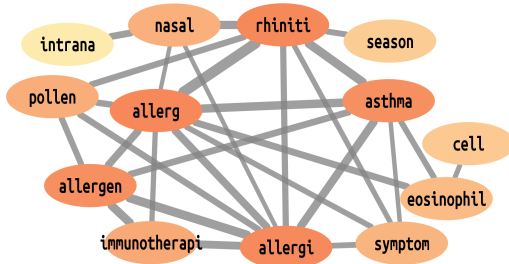 nasal
rhiniti
intrana
season
pollen
allerg
asthma
cell
allergen
eosinophil
immunotherapi
allergi
symptom